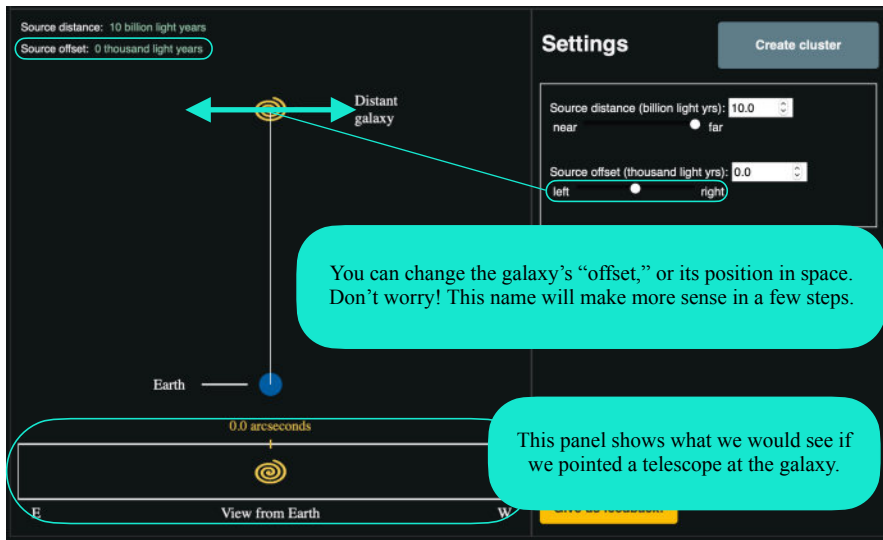 Source distance: 10 billion light years
Source offset: 0 thousand light years
Distant
galaxy
Earth
0.0 arcseconds
E
View from Earth
W
Settings
Create cluster
Source distance (billion light yrs): 10.0
near
far
Source offset (thousand light yrs): 0.0
left
right
You can change the galaxy’s “offset,” or its position in space.
Don’t worry! This name will make more sense in a few steps.
This panel shows what we would see if
we pointed a telescope at the galaxy.